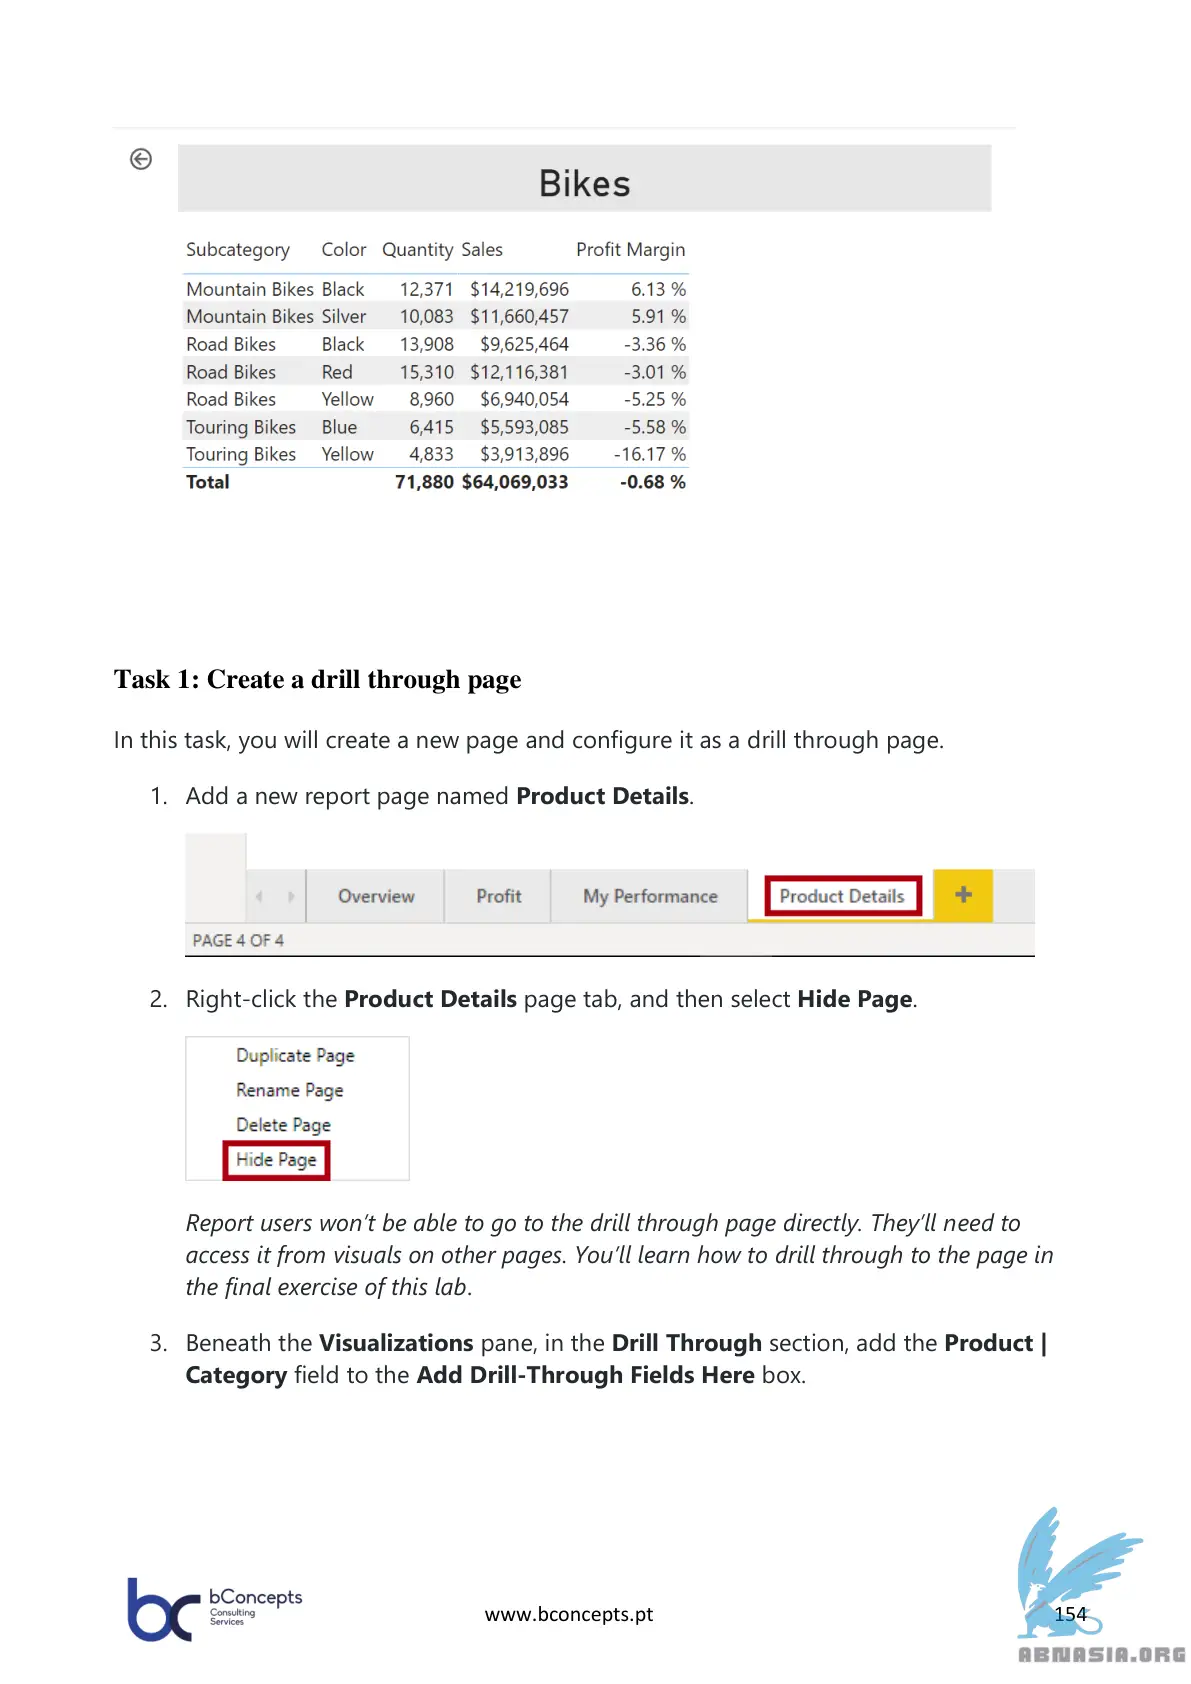 Bikes
Subcategory Color Quantity Sales Profit Margin
Mountain Bikes Black 12,371 $14,219,696 6.13 %
Mountain Bikes Silver 10,083 $11,660,457 5.91 %
Road Bikes Black 13,908 $9,625,464 -3.36 %
Road Bikes Red 15,310 $12,116,381 -3.01 %
Road Bikes Yellow 8,960 $6,940,054 -5.25 %
Touring Bikes Blue 6,415 $5,593,085 -5.58 %
Touring Bikes Yellow 4,833 $3,913,896 -16.17 %
Total 71,880 $64,069,033 -0.68 %
Task 1: Create a drill through page
In this task, you will create a new page and configure it as a drill through page.
1. Add a new report page named Product Details.
Overview Profit My Performance Product Details +
PAGE 4 OF 4
2. Right-click the Product Details page tab, and then select Hide Page.
Duplicate Page
Rename Page
Delete Page
Hide Page
Report users won’t be able to go to the drill through page directly. They’ll need to
access it from visuals on other pages. You’ll learn how to drill through to the page in
the final exercise of this lab.
3. Beneath the Visualizations pane, in the Drill Through section, add the Product |
Category field to the Add Drill-Through Fields Here box.
bc bConcepts
Consulting
Services
www.bconcepts.pt
154
ABNASIA.ORG